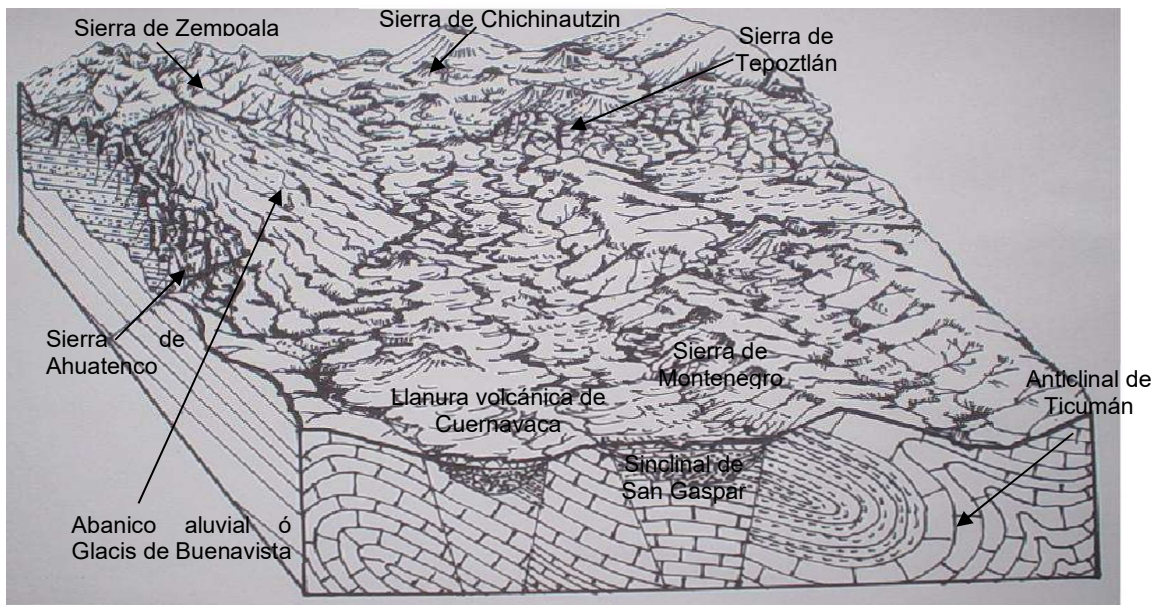 Sierra de Zempoala
Sierra de Chichinautzin
Sierra de
Tepoztlán
Sierra de
Ahuatenco
Sierra de
Montenegro
Anticlinal de
Ticumán
Llanura volcánica de
Cuernavaca
Sinclinal de
San Gaspar
Abanico aluvial ó
Glacis de Buenavista